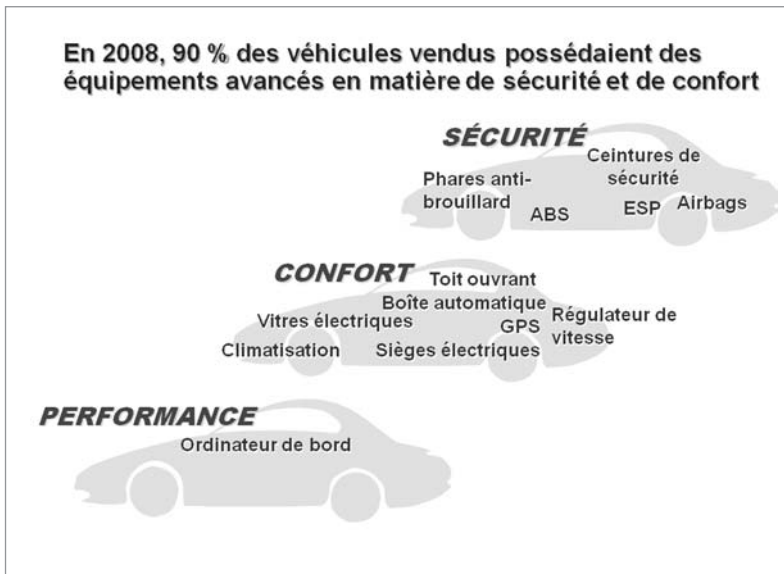 En 2008, 90 % des véhicules vendus possédaient des
équipements avancés en matière de sécurité et de confort
SÉCURITÉ
Ceintures de
sécurité
Phares anti-
brouillard
ABS
ESP
Airbags
CONFORT
Toit ouvrant
Boîte automatique
Vitres électriques
GPS
Régulateur de
vitesse
Climatisation
Sièges électriques
PERFORMANCE
Ordinateur de bord